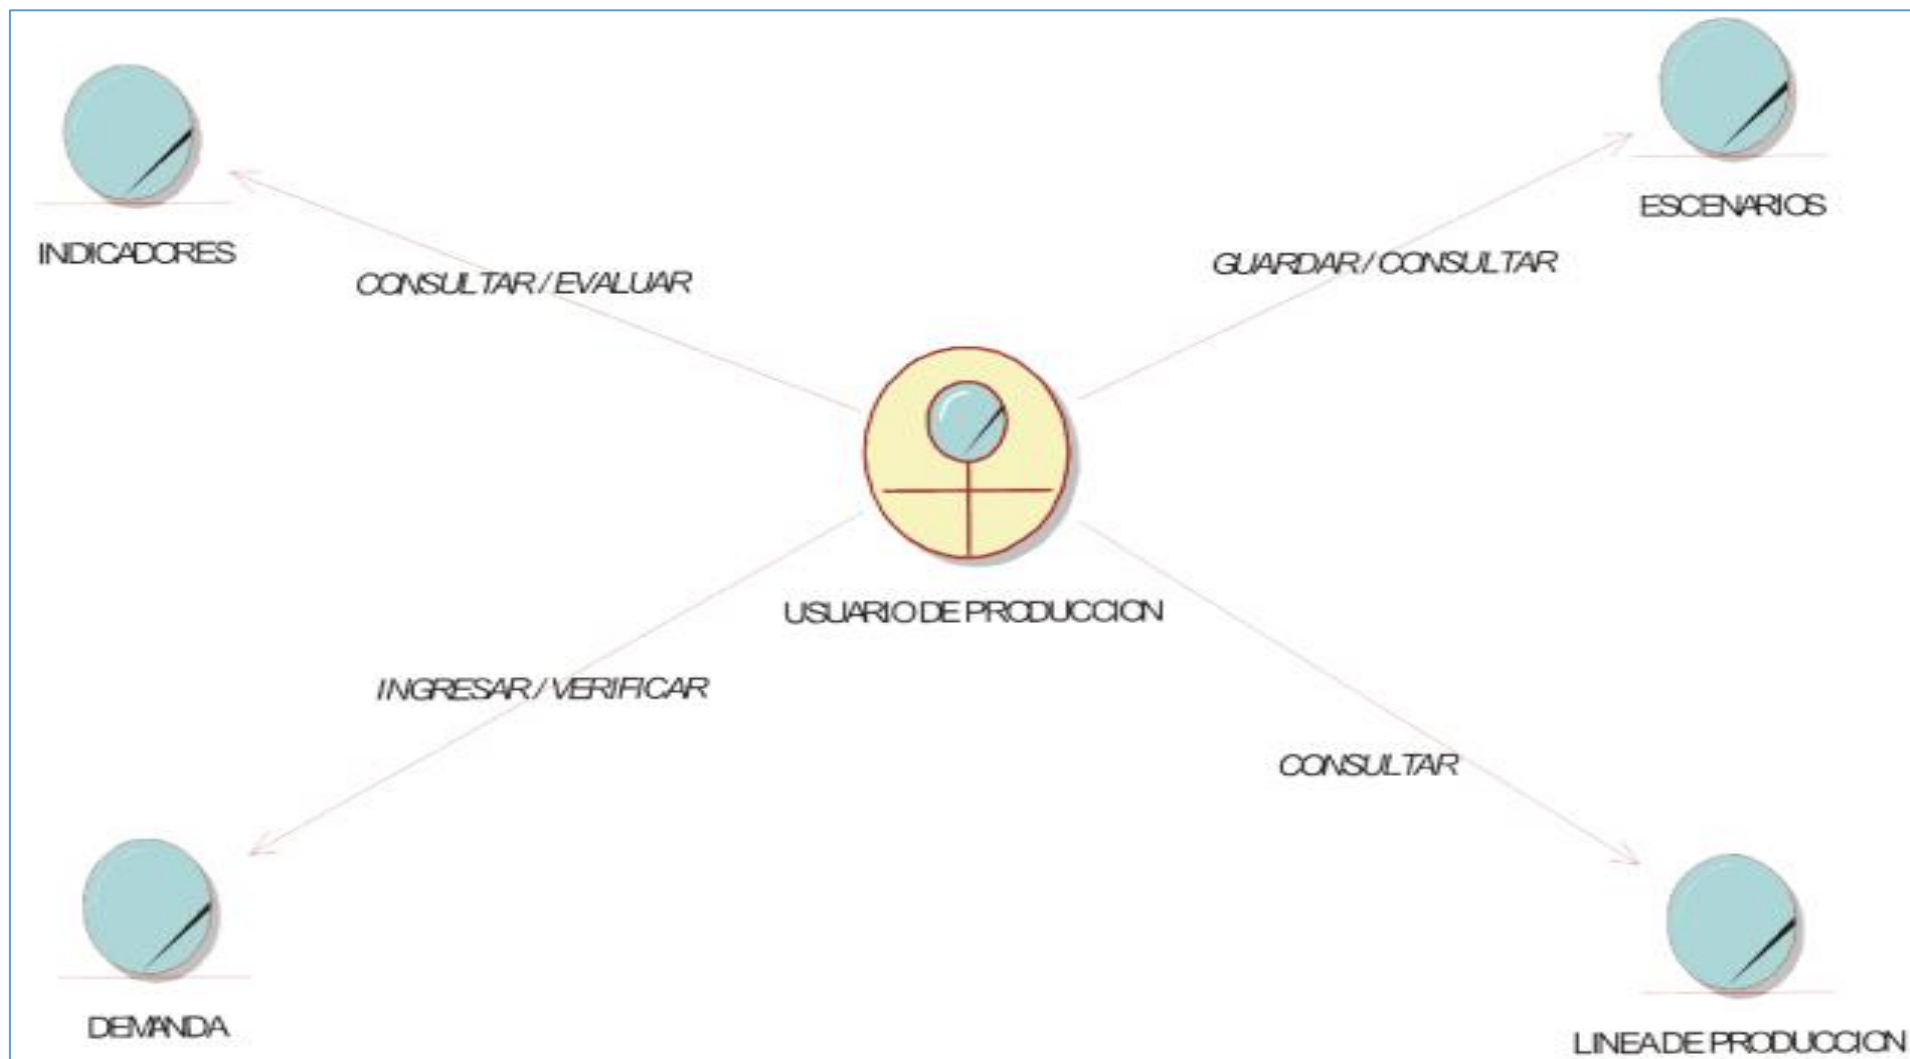 ESCENARIOS
INDICADORES
GUARDAR / CONSULTAR
CONSULTAR / EVALUAR
USUARIO DE PRODUCCION
INGRESAR / VERIFICAR
CONSULTAR
DEMANDA
LINEA DE PRODUCCION